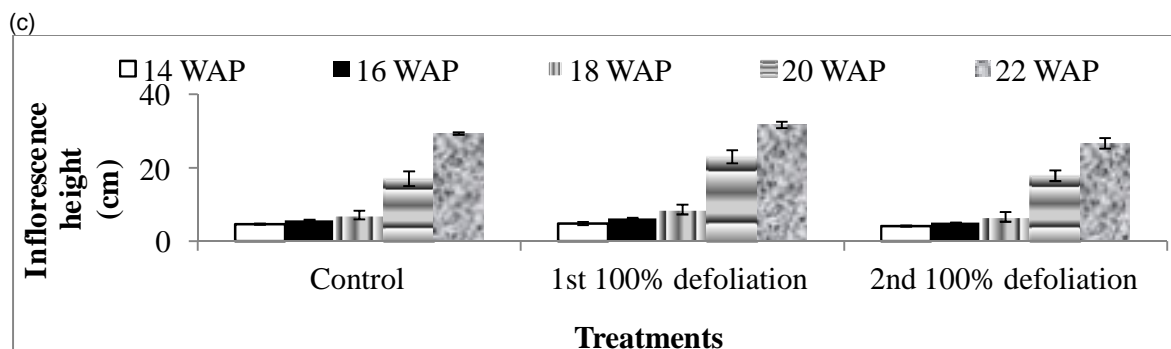 (c)
14 WAP 16 WAP 18 WAP 20 WAP 22 WAP
Inflorescence
height
(cm)
40
20
0
Control 1st 100% defoliation 2nd 100% defoliation
Treatments